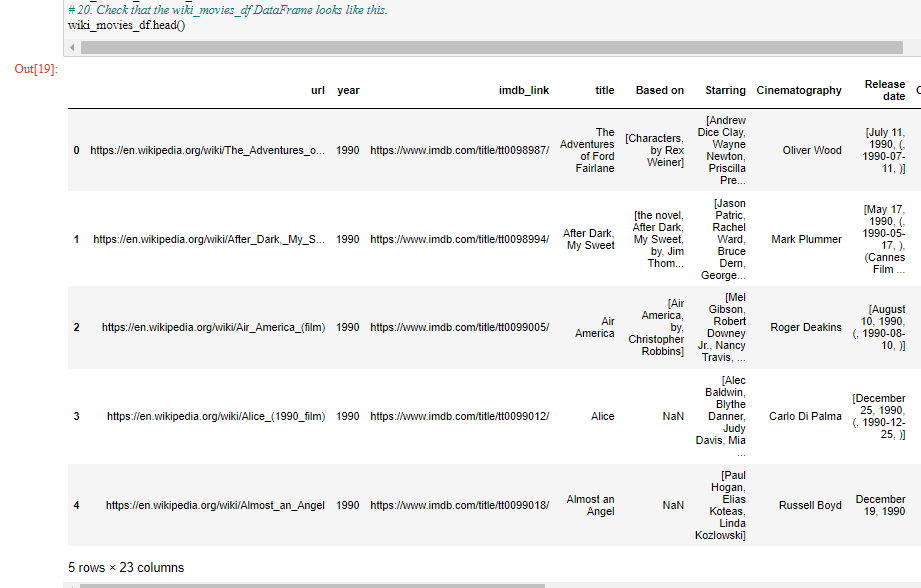 # 20. Check that the wiki_movies_df DataFrame looks like this.
wiki_movies_df.head()
Out[19]:
url year imdb_link title Based on Starring Cinematography Release date
0 https://en.wikipedia.org/wiki/The_Adventures_o... 1990 https://www.imdb.com/title/tt0098987/ The Adventures of Ford Fairlane [Characters, by Rex Weiner] [Andrew Dice Clay, Wayne Newton, Priscilla Pre... Oliver Wood [July 11, 1990, (, 1990-07-11, )]
1 https://en.wikipedia.org/wiki/After_Dark,_My_S... 1990 https://www.imdb.com/title/tt0098994/ After Dark, My Sweet [the novel, After Dark, My Sweet, by, Jim Thom... [Jason Patric, Rachel Ward, Bruce Dern, George... Mark Plummer [May 17, 1990, (, 1990-05-17, ), (Cannes Film ...
2 https://en.wikipedia.org/wiki/Air_America_(film) 1990 https://www.imdb.com/title/tt0099005/ Air America [Air America, by, Christopher Robbins] [Mel Gibson, Robert Downey Jr., Nancy Travis, ... Roger Deakins [August 10, 1990, (, 1990-08-10, )]
3 https://en.wikipedia.org/wiki/Alice_(1990_film) 1990 https://www.imdb.com/title/tt0099012/ Alice NaN [Alec Baldwin, Blythe Danner, Judy Davis, Mia ... Carlo Di Palma [December 25, 1990, (, 1990-12-25, )]
4 https://en.wikipedia.org/wiki/Almost_an_Angel 1990 https://www.imdb.com/title/tt0099018/ Almost an Angel NaN [Paul Hogan, Elias Koteas, Linda Kozlowski] Russell Boyd December 19, 1990
5 rows × 23 columns